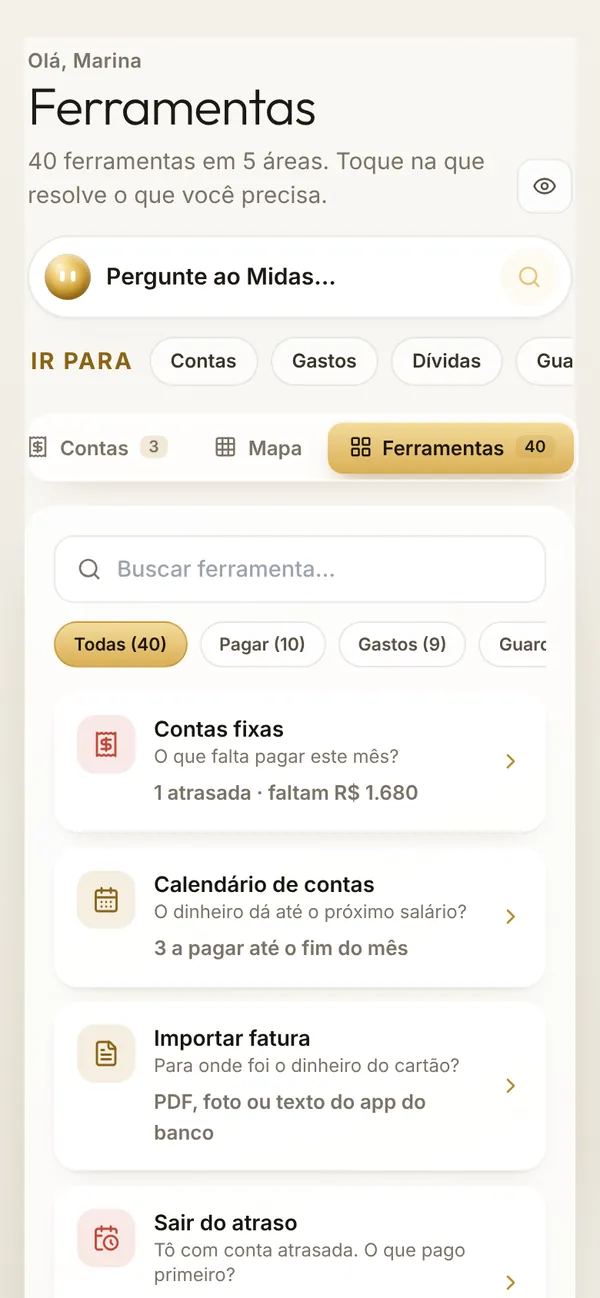 Olá, Marina
Ferramentas
40 ferramentas em 5 áreas. Toque na que
resolve o que você precisa.
Pergunte ao Midas...
IR PARA Contas Gastos Dívidas Gua
Contas 3 Mapa Ferramentas 40
Buscar ferramenta...
Todas (40) Pagar (10) Gastos (9) Guard
Contas fixas
O que falta pagar este mês?
1 atrasada · faltam R$ 1.680
Calendário de contas
O dinheiro dá até o próximo salário?
3 a pagar até o fim do mês
Importar fatura
Para onde foi o dinheiro do cartão?
PDF, foto ou texto do app do
banco
Sair do atraso
Tô com conta atrasada. O que pago
primeiro?